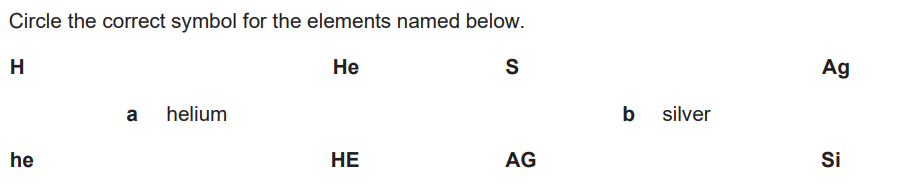 Circle the correct symbol for the elements named below.
H He S Ag
a helium b silver
he HE AG Si